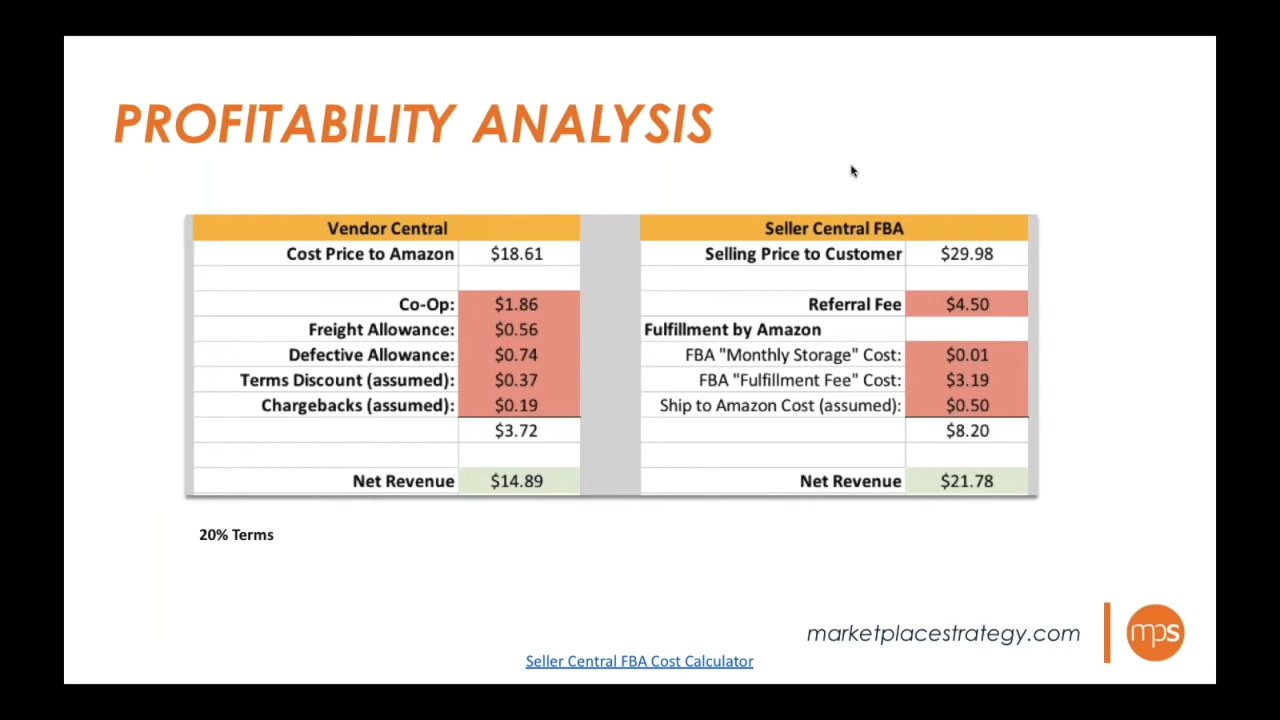 PROFITABILITY ANALYSIS
Vendor Central
Cost Price to Amazon $18.61
Co-Op: $1.86
Freight Allowance: $0.56
Defective Allowance: $0.74
Terms Discount (assumed): $0.37
Chargebacks (assumed): $0.19
$3.72
Net Revenue $14.89
Seller Central FBA
Selling Price to Customer $29.98
Referral Fee $4.50
Fulfillment by Amazon
FBA "Monthly Storage" Cost: $0.01
FBA "Fulfillment Fee" Cost: $3.19
Ship to Amazon Cost (assumed): $0.50
$8.20
Net Revenue $21.78
20% Terms
marketplacestrategy.com
mps
Seller Central FBA Cost Calculator